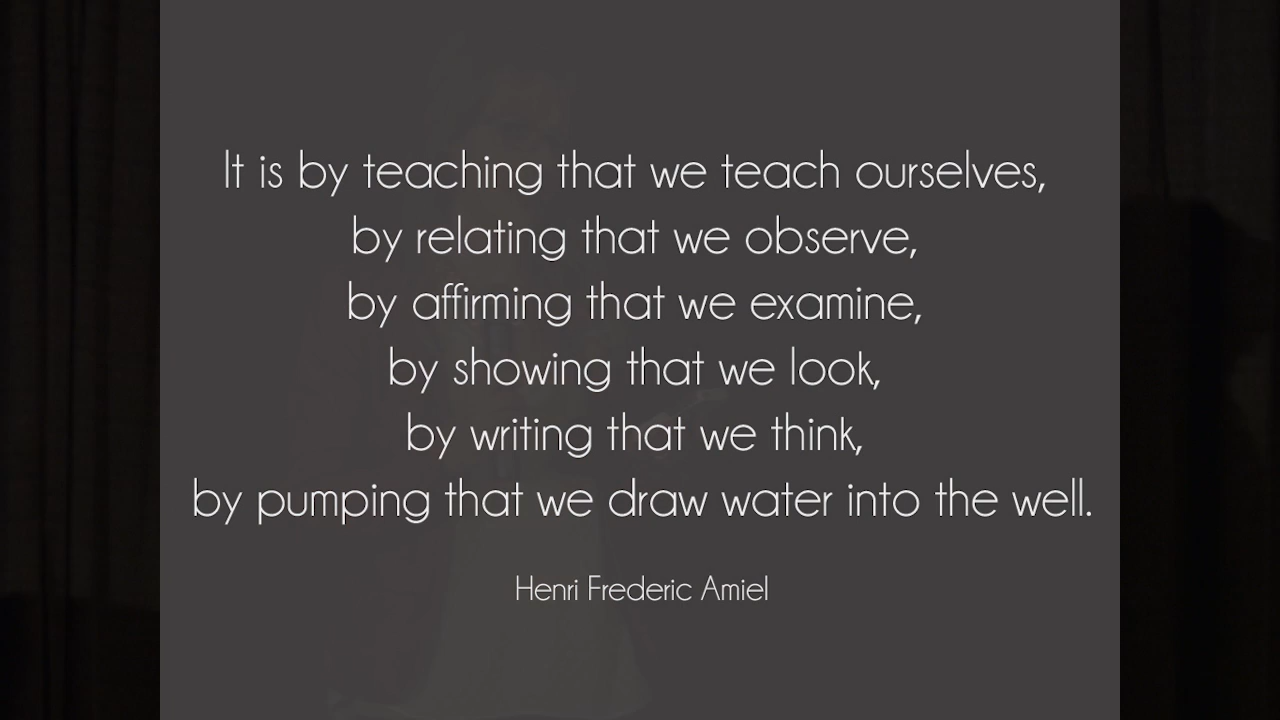 It is by teaching that we teach ourselves,
by relating that we observe,
by affirming that we examine,
by showing that we look,
by writing that we think,
by pumping that we draw water into the well.
Henri Frederic Amiel